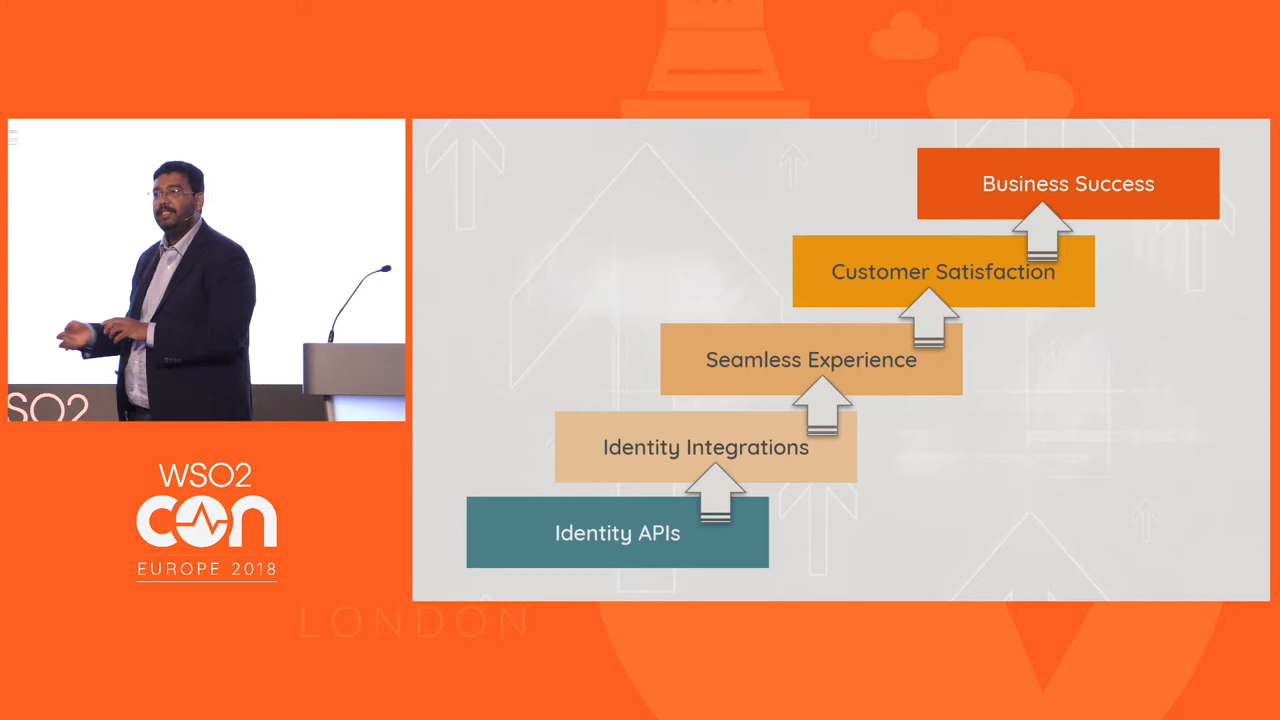 Business Success
Customer Satisfaction
Seamless Experience
Identity Integrations
Identity APIs
SO2
WSO2
con
EUROPE 2018
LONDON